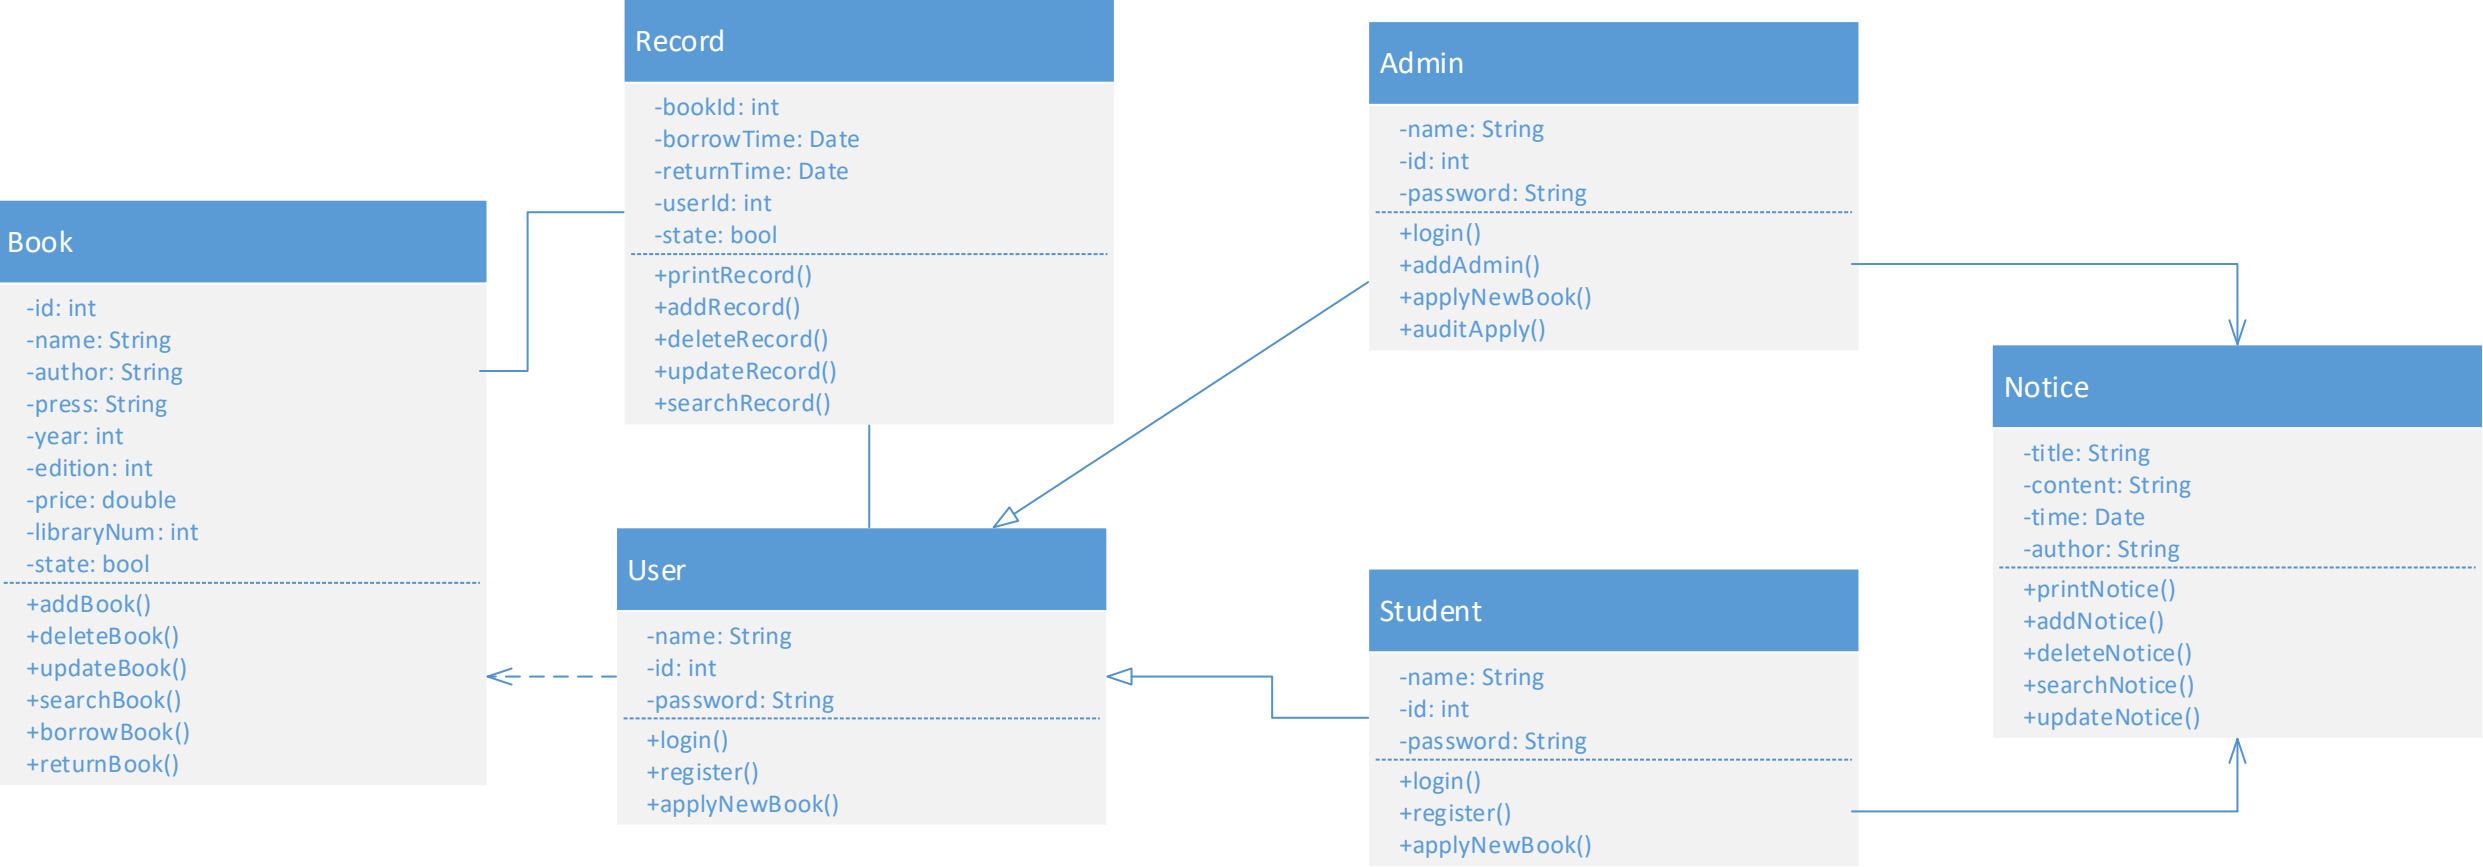 Record
-bookId: int
-borrowTime: Date
-returnTime: Date
-userId: int
-state: bool
+printRecord()
+addRecord()
+deleteRecord()
+updateRecord()
+searchRecord()
Admin
-name: String
-id: int
-password: String
+login()
+addAdmin()
+applyNewBook()
+auditApply()
Book
-id: int
-name: String
-author: String
-press: String
-year: int
-edition: int
-price: double
-libraryNum: int
-state: bool
+addBook()
+deleteBook()
+updateBook()
+searchBook()
+borrowBook()
+returnBook()
User
-name: String
-id: int
-password: String
+login()
+register()
+applyNewBook()
Student
-name: String
-id: int
-password: String
+login()
+register()
+applyNewBook()
Notice
-title: String
-content: String
-time: Date
-author: String
+printNotice()
+addNotice()
+deleteNotice()
+searchNotice()
+updateNotice()